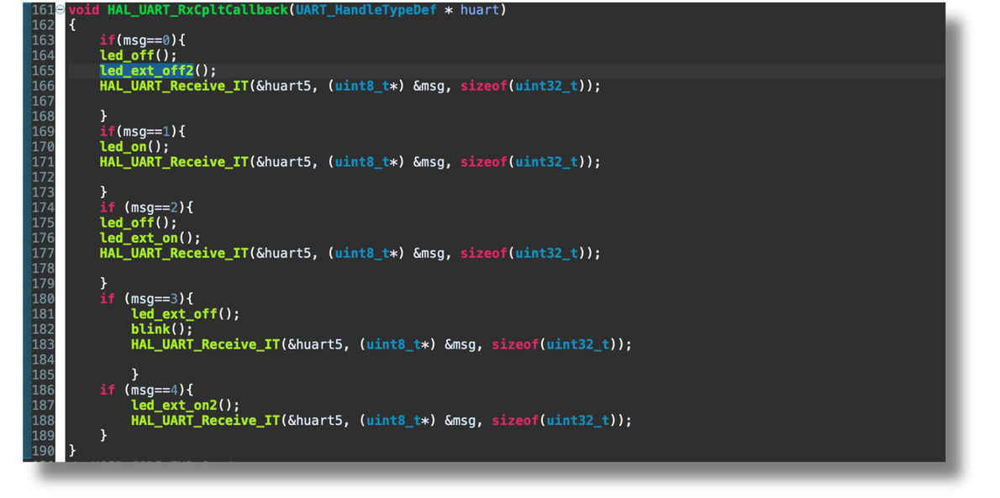 161 void HAL_UART_RxCpltCallback(UART_HandleTypeDef * huart)
162 {
163 if(msg==0){
164 led_off();
165 led_ext_off2();
166 HAL_UART_Receive_IT(&huart5, (uint8_t*) &msg, sizeof(uint32_t));
167
168 }
169 if(msg==1){
170 led_on();
171 HAL_UART_Receive_IT(&huart5, (uint8_t*) &msg, sizeof(uint32_t));
172
173 }
174 if (msg==2){
175 led_off();
176 led_ext_on();
177 HAL_UART_Receive_IT(&huart5, (uint8_t*) &msg, sizeof(uint32_t));
178
179 }
180 if (msg==3){
181 led_ext_off();
182 blink();
183 HAL_UART_Receive_IT(&huart5, (uint8_t*) &msg, sizeof(uint32_t));
184
185 }
186 if (msg==4){
187 led_ext_on2();
188 HAL_UART_Receive_IT(&huart5, (uint8_t*) &msg, sizeof(uint32_t));
189 }
190 }